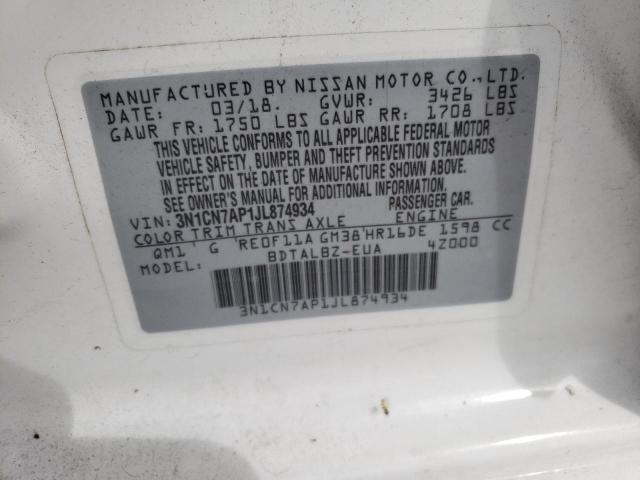 MANUFACTURED BY NISSAN MOTOR CO., LTD.
DATE: 03/18. GVWR: 3426 LBS
GAWR FR: 1750 LBS GAWR RR: 1708 LBS
THIS VEHICLE CONFORMS TO ALL APPLICABLE FEDERAL MOTOR
VEHICLE SAFETY, BUMPER AND THEFT PREVENTION STANDARDS
IN EFFECT ON THE DATE OF MANUFACTURE SHOWN ABOVE.
SEE OWNER'S MANUAL FOR ADDITIONAL INFORMATION.
VIN: 3N1CN7AP1JL874934 PASSENGER CAR.
COLOR TRIM TRANS AXLE ENGINE
QM1 G RE0F11A GM38 HR16DE 1598 CC
MODEL: BDTALBZ-EUA 4Z000
3N1CN7AP1JL874934